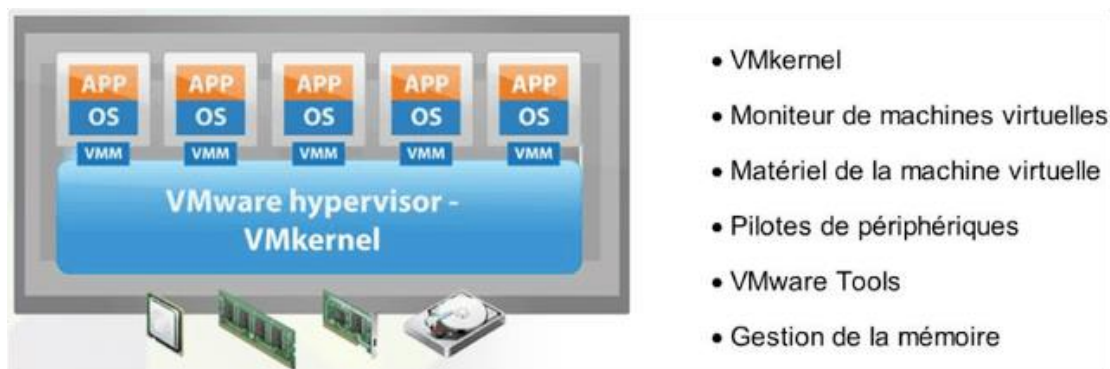 APP APP APP APP APP
OS OS OS OS OS
VMM VMM VMM VMM VMM
VMware hypervisor -
VMkernel
• VMkernel
• Moniteur de machines virtuelles
• Matériel de la machine virtuelle
• Pilotes de périphériques
• VMware Tools
• Gestion de la mémoire